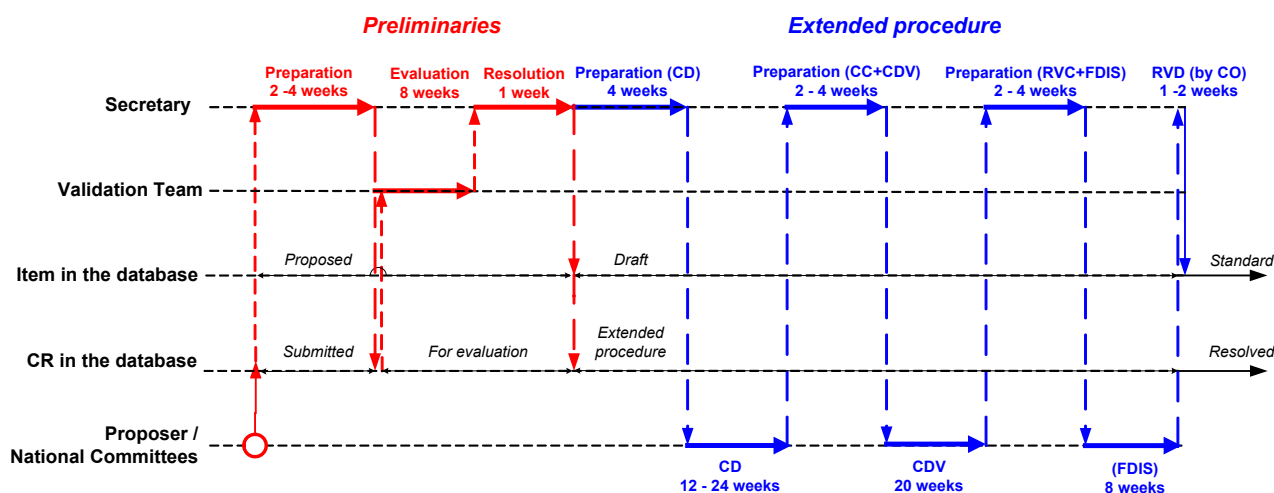 Preliminaries
Extended procedure
Preparation
2 -4 weeks
Evaluation
8 weeks
Resolution
1 week
Preparation (CD)
4 weeks
Preparation (CC+CDV)
2 - 4 weeks
Preparation (RVC+FDIS)
2 - 4 weeks
RVD (by CO)
1 -2 weeks
Secretary
Validation Team
Item in the database
Proposed
Draft
Standard
CR in the database
Submitted
For evaluation
Extended
procedure
Resolved
Proposer /
National Committees
CD
12 - 24 weeks
CDV
20 weeks
(FDIS)
8 weeks